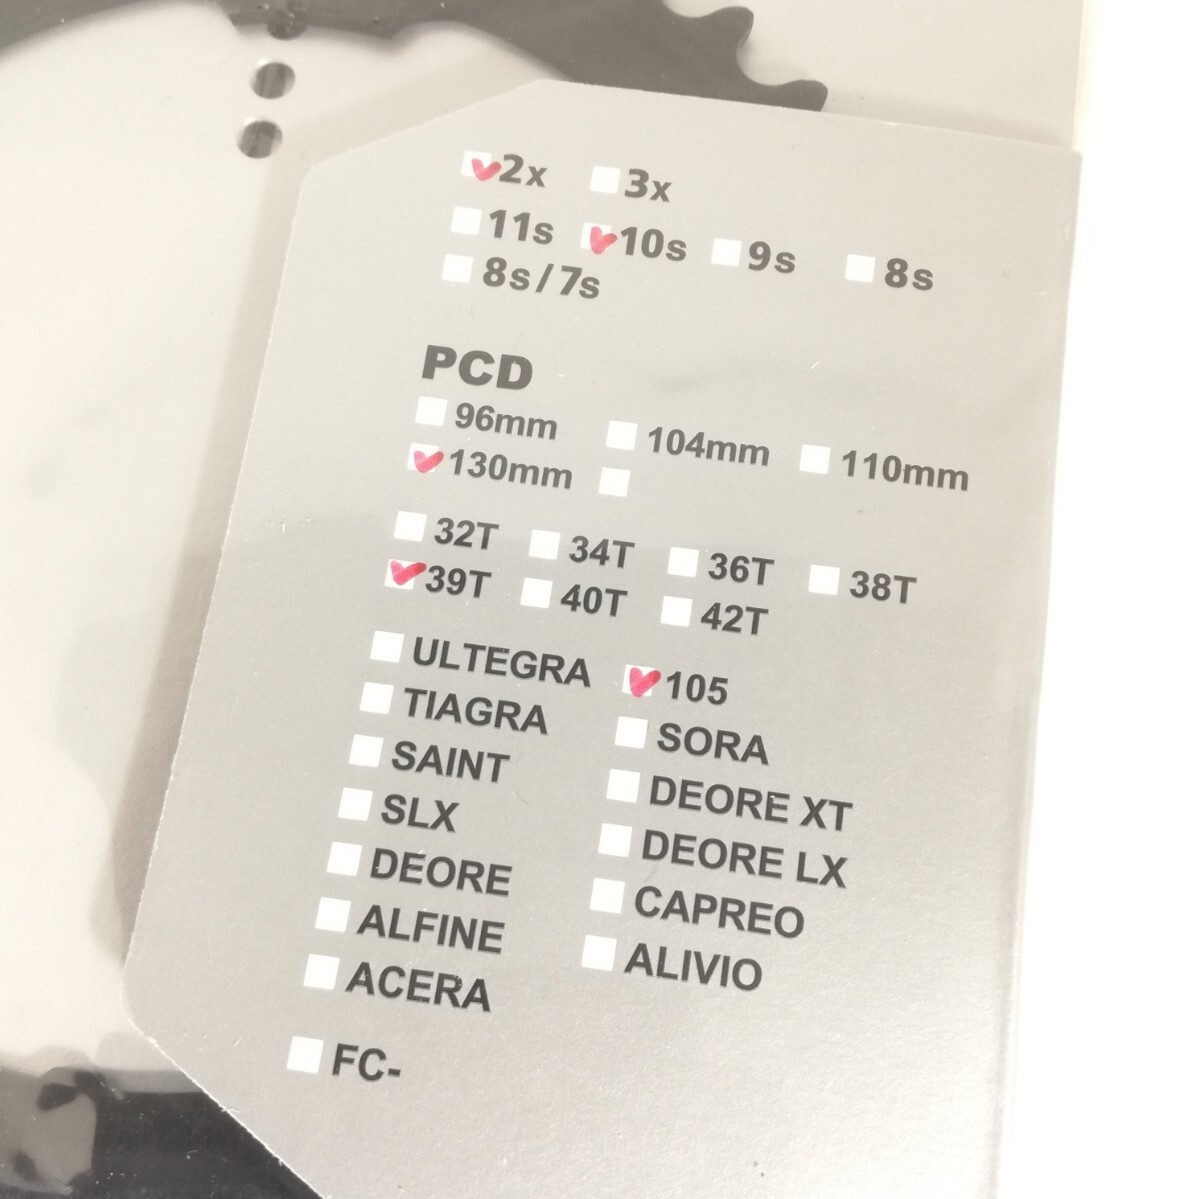 2x 3x
11s 10s 9s 8s
8s/7s
PCD
96mm 104mm 110mm
130mm
32T 34T 36T 38T
39T 40T 42T
ULTEGRA 105
TIAGRA SORA
SAINT DEORE XT
SLX DEORE LX
DEORE CAPREO
ALFINE ALIVIO
ACERA
FC-